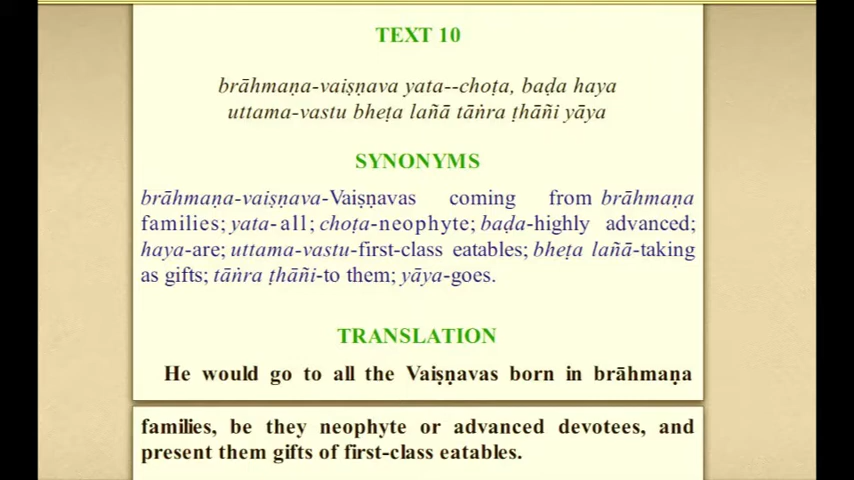 TEXT 10
brāhmaṇa-vaiṣṇava yata--choṭa, baḍa haya
uttama-vastu bheṭa lañā tāṅra ṭhāñi yāya
SYNONYMS
brāhmaṇa-vaiṣṇava-Vaiṣṇavas coming from brāhmaṇa
families; yata-all; choṭa-neophyte; baḍa-highly advanced;
haya-are; uttama-vastu-first-class eatables; bheṭa lañā-taking
as gifts; tāṅra ṭhāñi-to them; yāya-goes.
TRANSLATION
He would go to all the Vaiṣṇavas born in brāhmaṇa
families, be they neophyte or advanced devotees, and
present them gifts of first-class eatables.